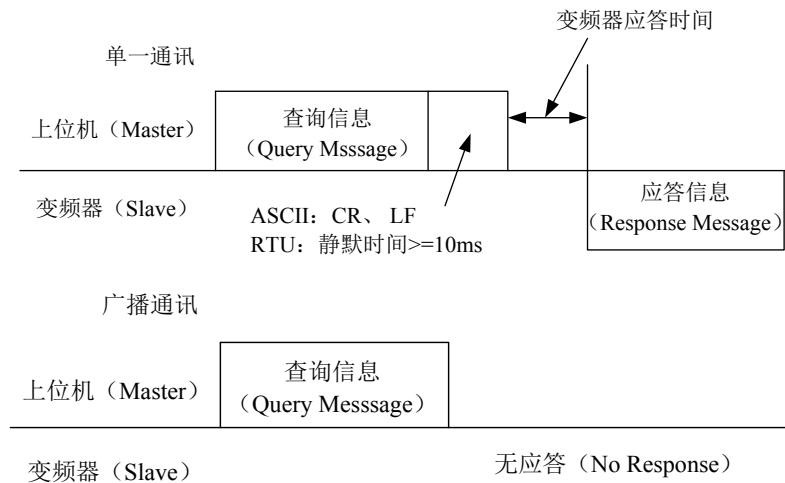 变频器应答时间
单一通讯
上位机（Master）
查询信息
（Query Msssage）
变频器（Slave）
ASCII：CR、 LF
RTU：静默时间>=10ms
应答信息
（Response Message）
广播通讯
上位机（Master）
查询信息
（Query Messsage）
变频器（Slave）
无应答（No Response）